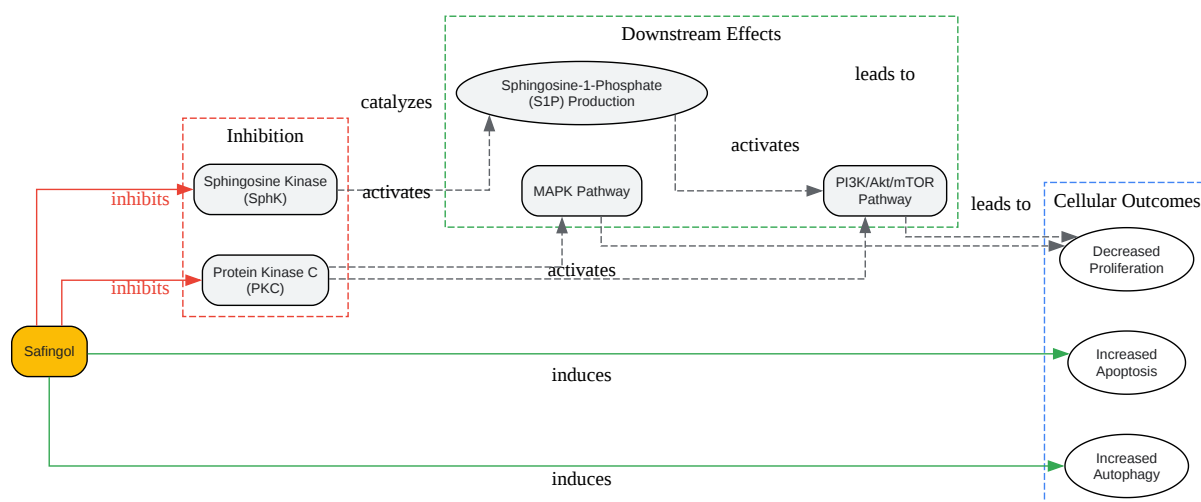 Downstream Effects
Sphingosine-1-Phosphate
(S1P) Production
leads to
catalyzes
Inhibition
activates
Sphingosine Kinase
(SphK)
activates
MAPK Pathway
PI3K/Akt/mTOR
Pathway
inhibits
leads to
Cellular Outcomes
Decreased
Proliferation
Protein Kinase C
(PKC)
activates
inhibits
Safingol
Increased
Apoptosis
induces
Increased
Autophagy
induces